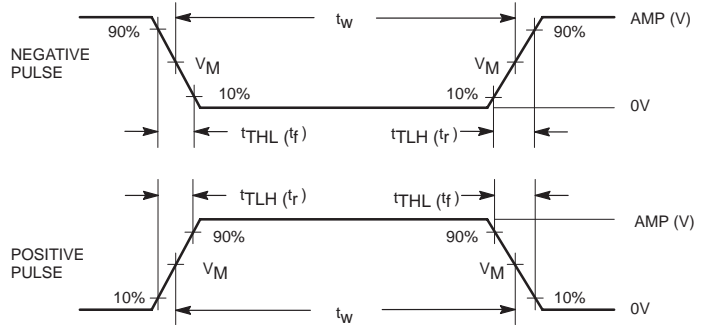 tW AMP (V)
90% 90%
NEGATIVE
PULSE
VM VM
10% 10%
0V
tTHL (tf) tTLH (tr)
tTLH (tr) tTHL (tf)
AMP (V)
90% 90%
POSITIVE
PULSE
VM VM
10% 10%
tW 0V